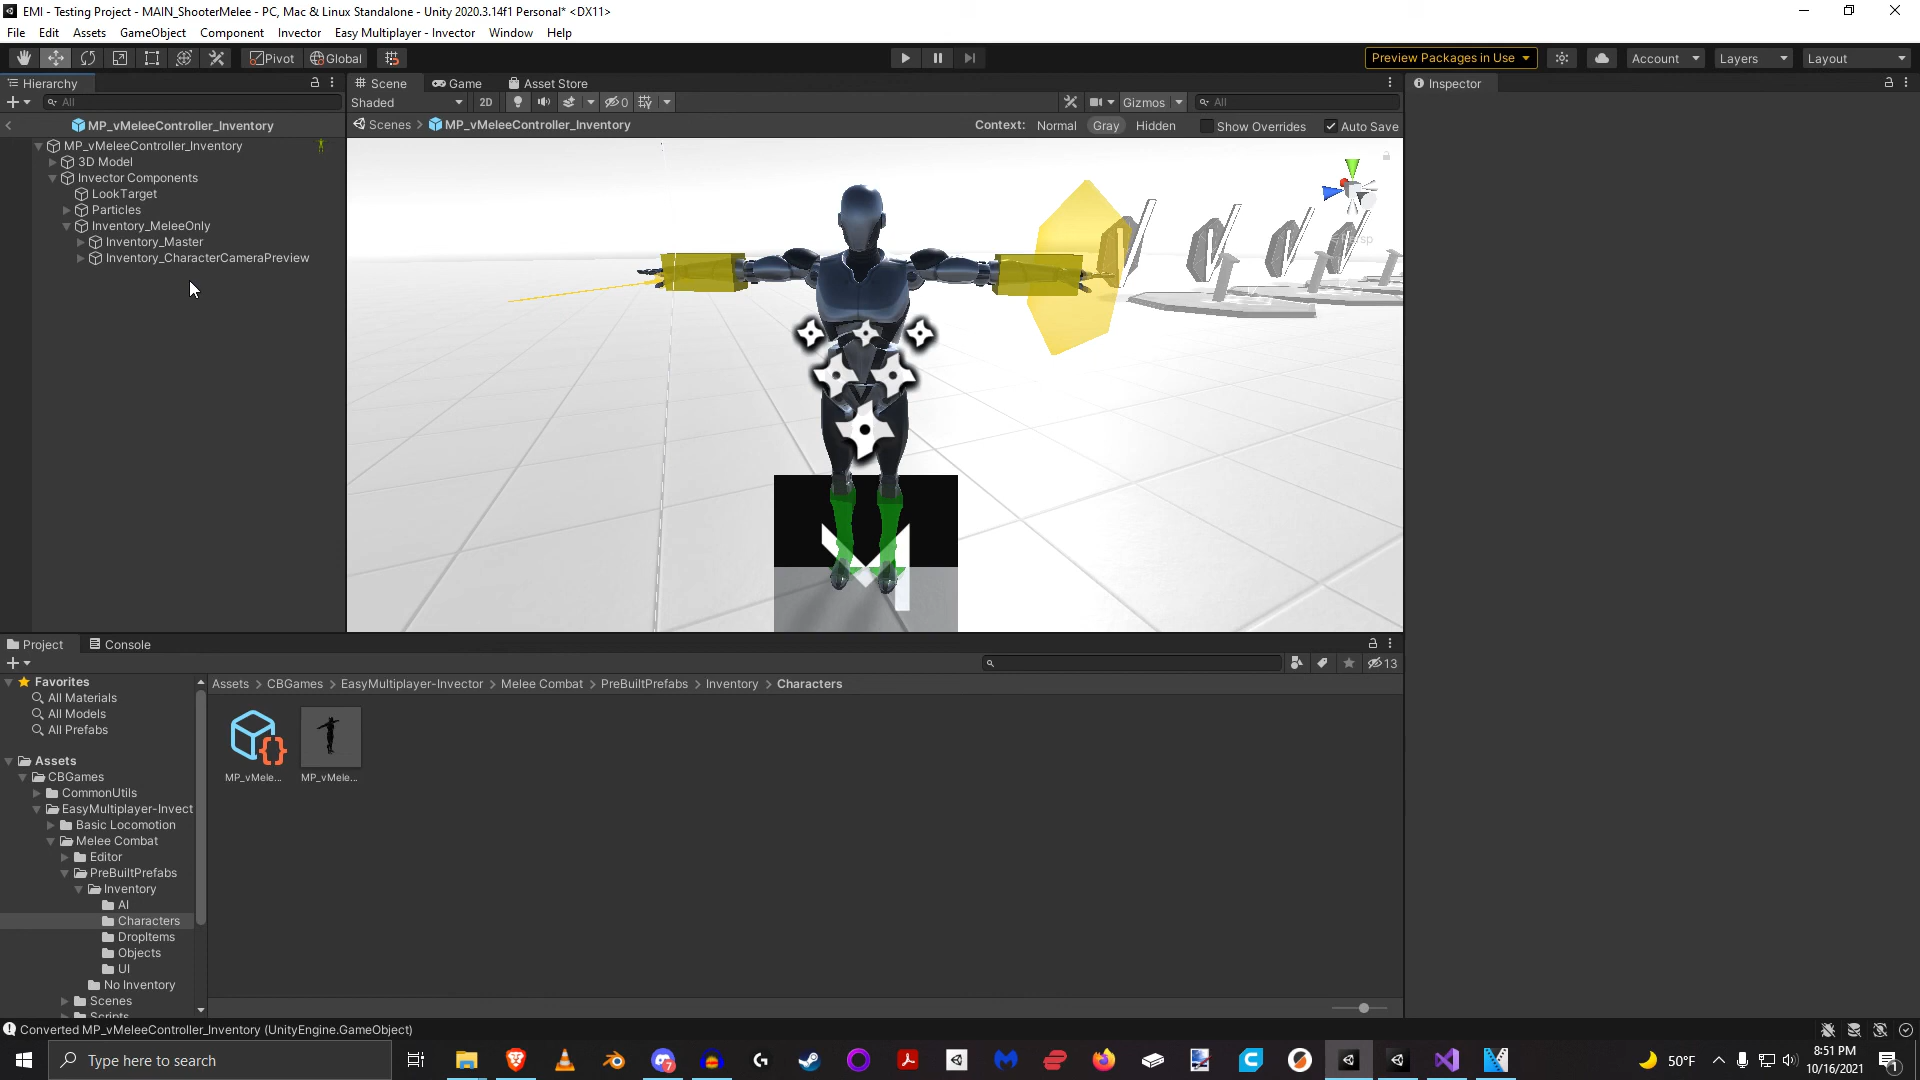 EMI - Testing Project - MAIN_ShooterMelee - PC, Mac & Linux Standalone - Unity 2020.3.14f1 Personal* <DX11>
File Edit Assets GameObject Component Invector Easy Multiplayer - Invector Window Help
Pivot Global Preview Packages in Use Account Layers Layout
Hierarchy Scene Game Asset Store Inspector
All Shaded 2D 0 Gizmos All
MP_vMeleeController_Inventory Scenes > MP_vMeleeController_Inventory Context: Normal Gray Hidden Show Overrides Auto Save
MP_vMeleeController_Inventory
3D Model
Invector Components
LookTarget
Particles
Inventory_MeleeOnly
Inventory_Master
Inventory_CharacterCameraPreview
Persp
Project Console
13
Favorites
All Materials
All Models
All Prefabs
Assets > CBGames > EasyMultiplayer-Invector > Melee Combat > PreBuiltPrefabs > Inventory > Characters
MP_vMele... MP_vMele...
Assets
CBGames
CommonUtils
EasyMultiplayer-Invect
Basic Locomotion
Melee Combat
Editor
PreBuiltPrefabs
Inventory
AI
Characters
DropItems
Objects
UI
No Inventory
Scenes
Scripts
Converted MP_vMeleeController_Inventory (UnityEngine.GameObject)
Type here to search
7
50°F
8:51 PM
10/16/2021
1